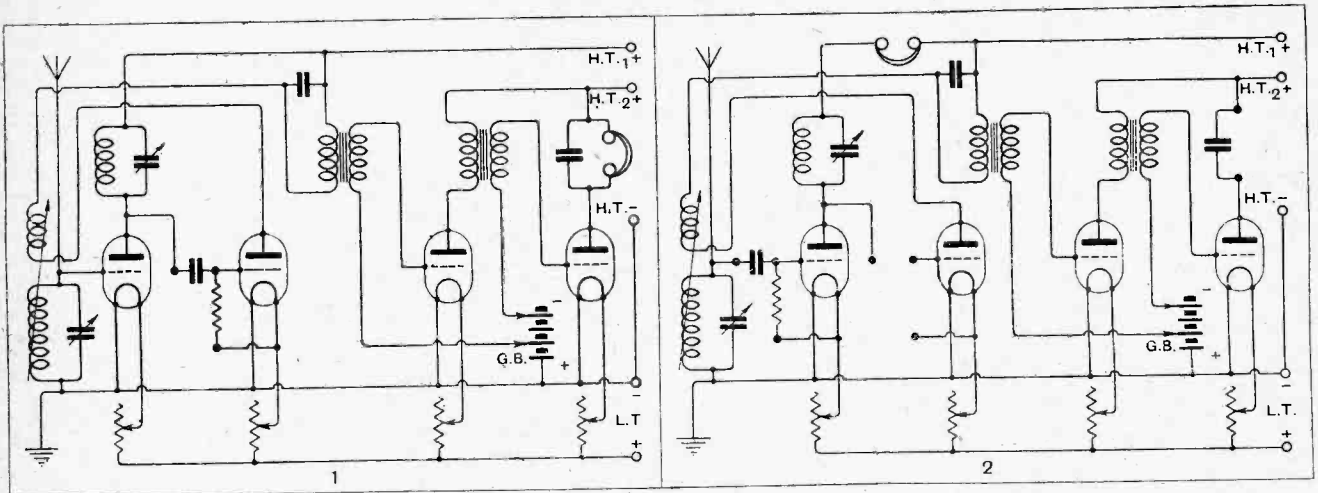 H.T.1+
H.T.2+
H.T.-
G.B.
-
+
-
L.T
+
1
H.T.1+
H.T.2+
H.T.-
G.B.
-
+
-
L.T.
+
2